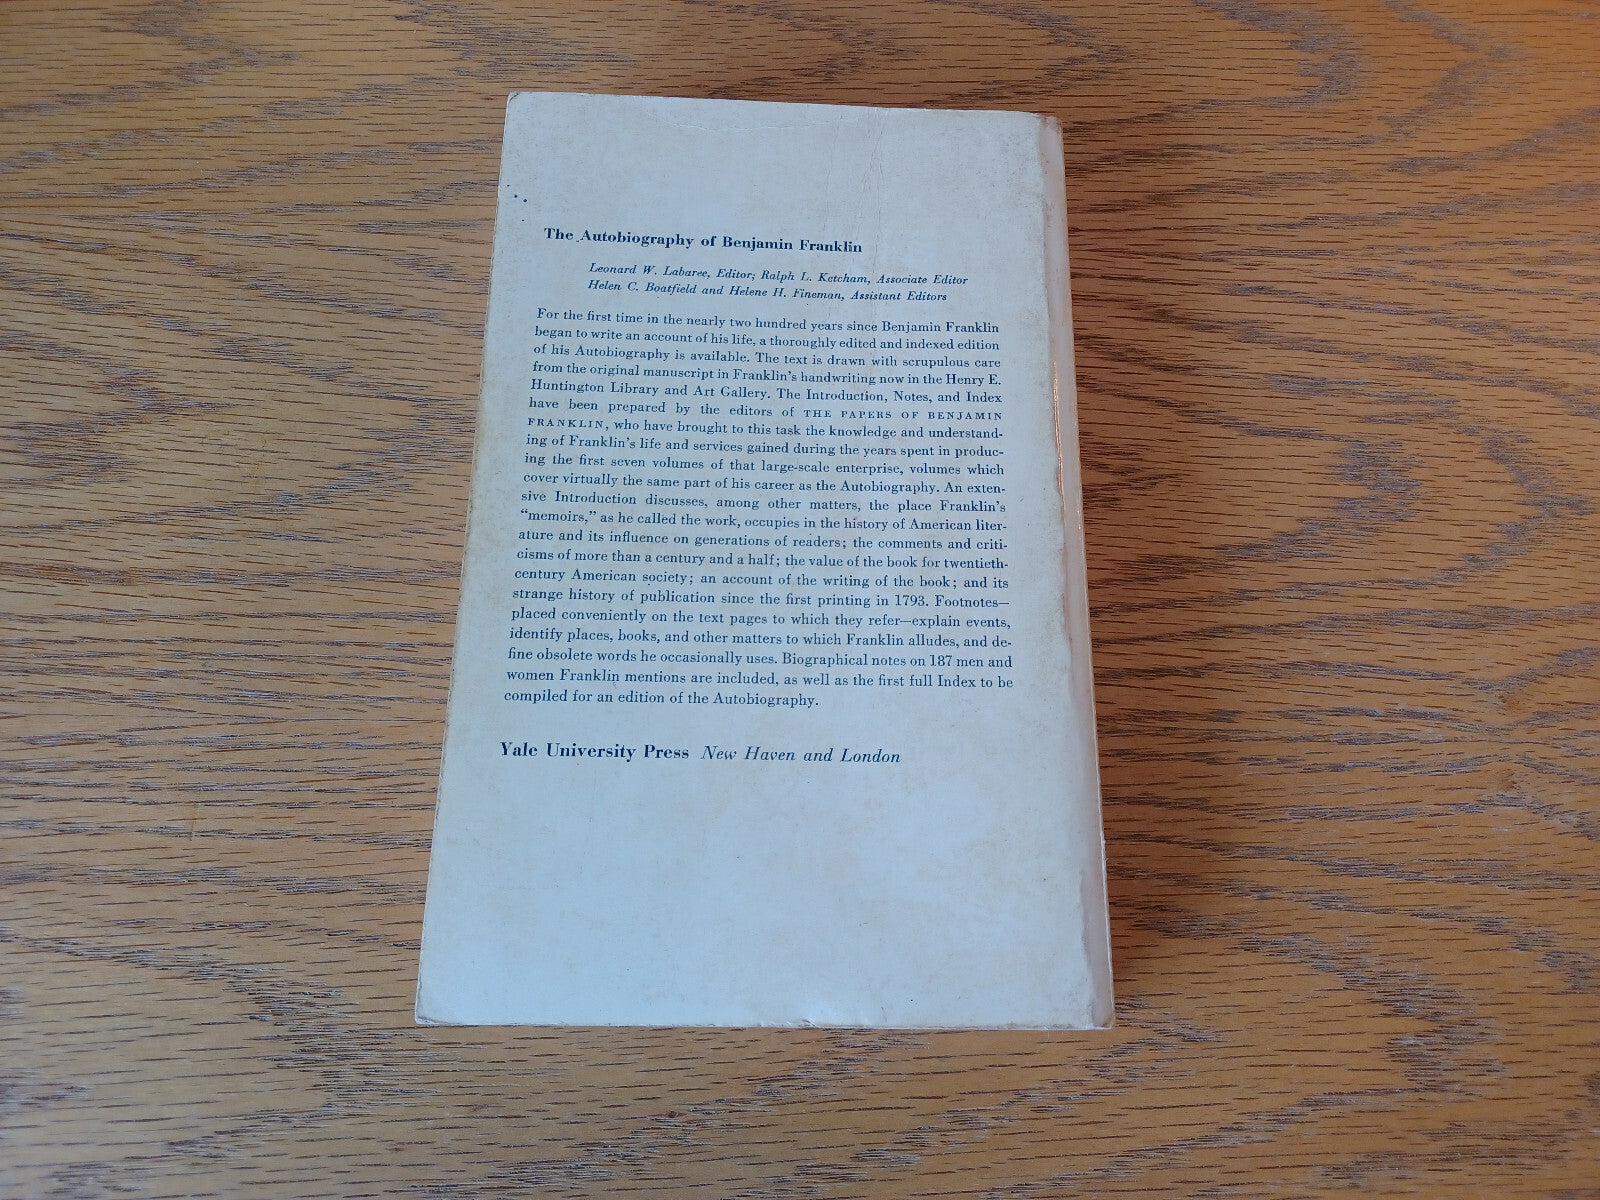 The Autobiography of Benjamin Franklin
Leonard W. Labaree, Editor; Ralph L. Ketcham, Associate Editor
Helen C. Boatfield and Helene H. Fineman, Assistant Editors
For the first time in the nearly two hundred years since Benjamin Franklin
began to write an account of his life, a thoroughly edited and indexed edition
of his Autobiography is available. The text is drawn with scrupulous care
from the original manuscript in Franklin's handwriting now in the Henry E.
Huntington Library and Art Gallery. The Introduction, Notes, and Index
have been prepared by the editors of THE PAPERS OF BENJAMIN
FRANKLIN, who have brought to this task the knowledge and understand-
ing of Franklin's life and services gained during the years spent in produc-
ing the first seven volumes of that large-scale enterprise, volumes which
cover virtually the same part of his career as the Autobiography. An exten-
sive Introduction discusses, among other matters, the place Franklin's
"memoirs," as he called the work, occupies in the history of American liter-
ature and its influence on generations of readers; the comments and criti-
cisms of more than a century and a half; the value of the book for twentieth-
century American society; an account of the writing of the book; and its
strange history of publication since the first printing in 1793. Footnotes—
placed conveniently on the text pages to which they refer—explain events,
identify places, books, and other matters to which Franklin alludes, and de-
fine obsolete words he occasionally uses. Biographical notes on 187 men and
women Franklin mentions are included, as well as the first full Index to be
compiled for an edition of the Autobiography.
Yale University Press New Haven and London